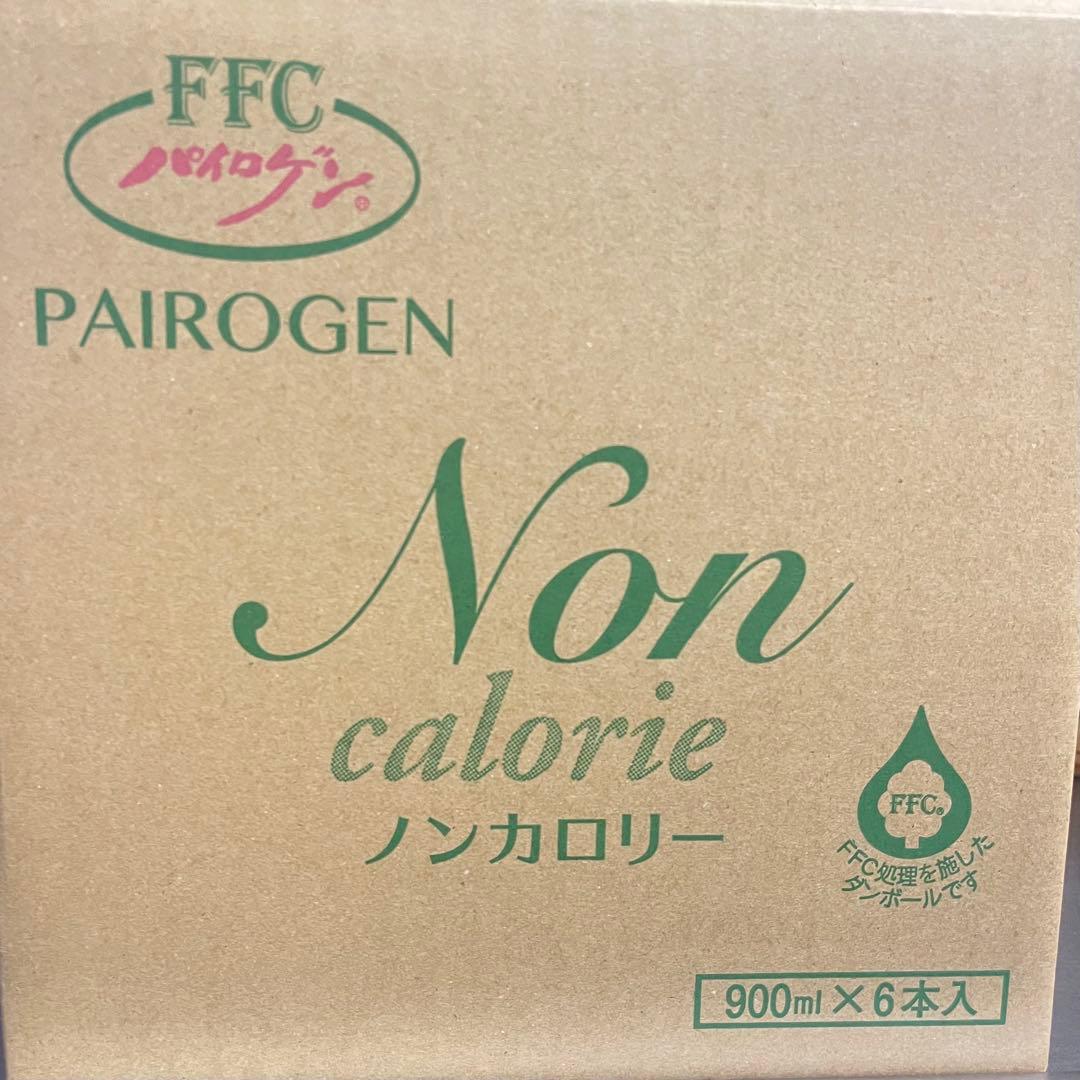 FFC
パイロゲン®
PAIROGEN
Non
calorie
ノンカロリー
FFC®
FFC処理を施した
ダンボールです
900ml×6本入